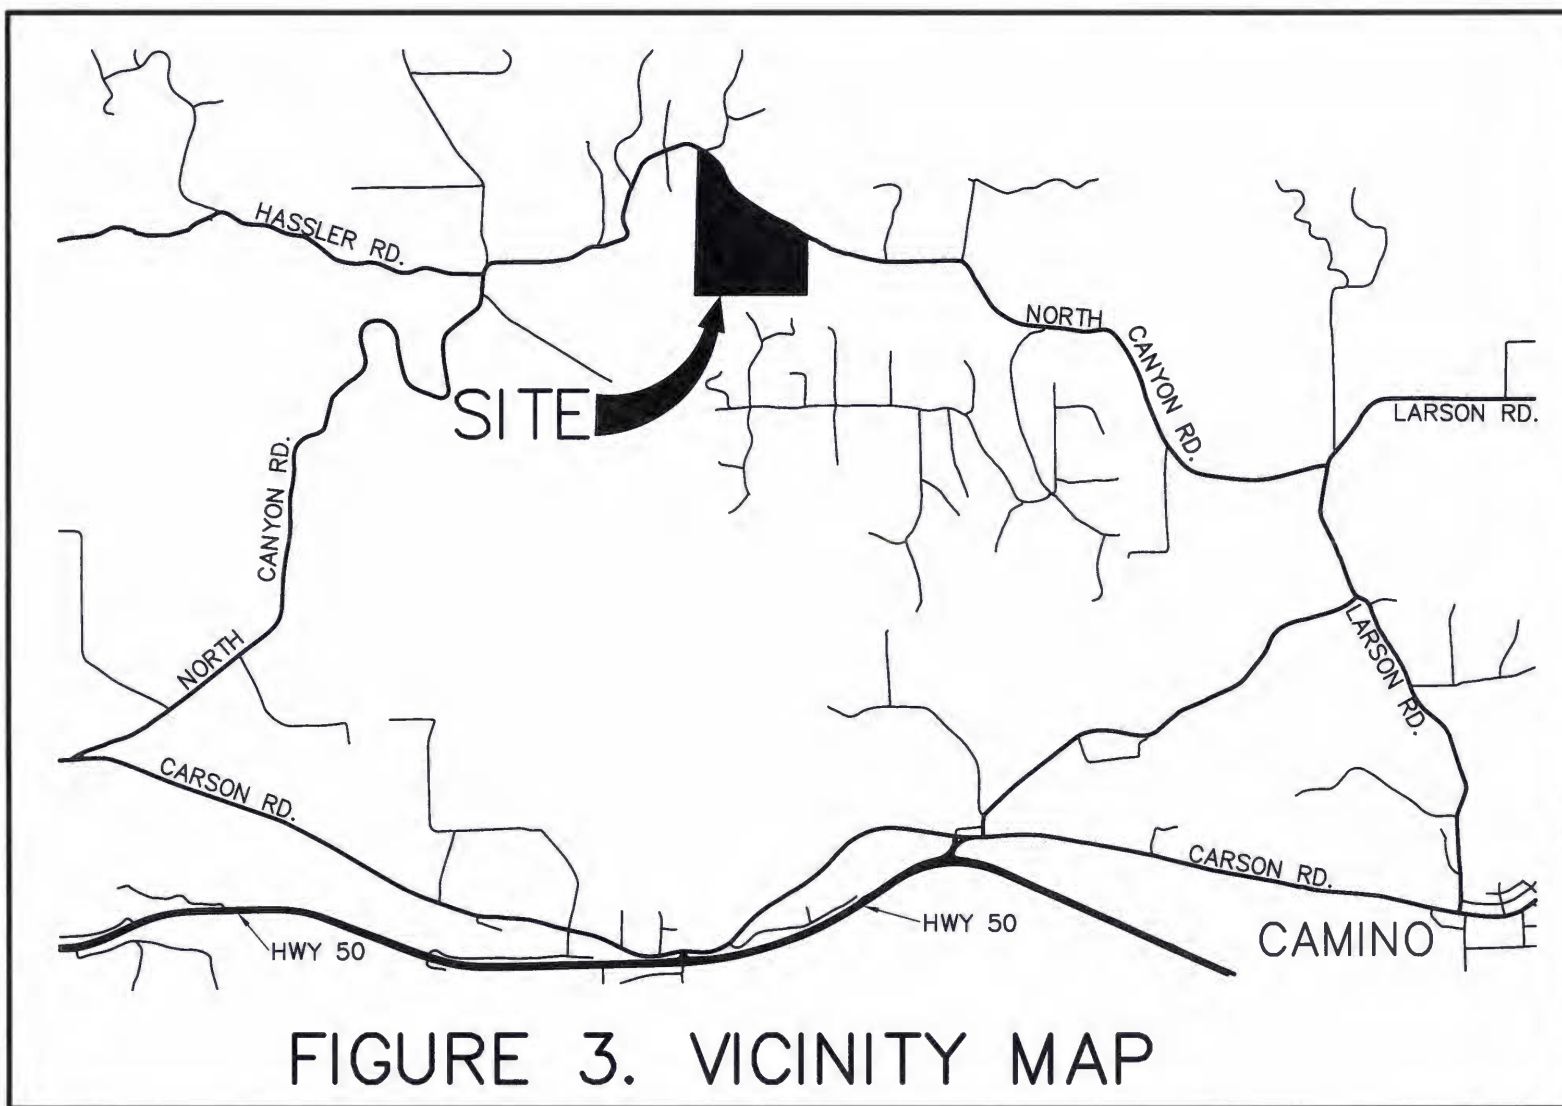 HASSLER RD.
NORTH
CANYON RD.
SITE
LARSON RD.
CANYON RD.
NORTH
LARSON RD.
CARSON RD.
CARSON RD.
HWY 50
HWY 50
CAMINO
FIGURE 3. VICINITY MAP